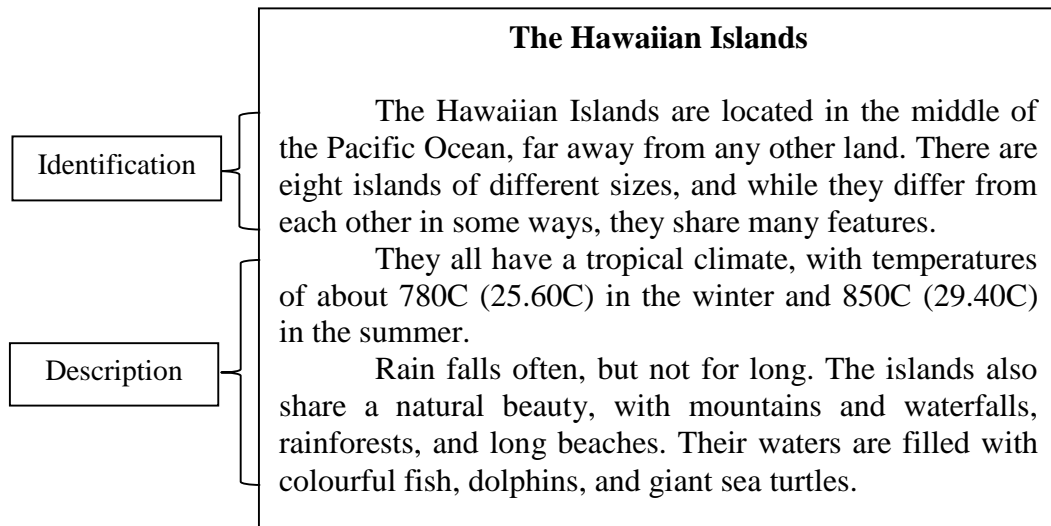 The Hawaiian Islands
The Hawaiian Islands are located in the middle of
the Pacific Ocean, far away from any other land. There are
eight islands of different sizes, and while they differ from
each other in some ways, they share many features.
They all have a tropical climate, with temperatures
of about 780C (25.60C) in the winter and 850C (29.40C)
in the summer.
Rain falls often, but not for long. The islands also
share a natural beauty, with mountains and waterfalls,
rainforests, and long beaches. Their waters are filled with
colourful fish, dolphins, and giant sea turtles.
Identification
Description